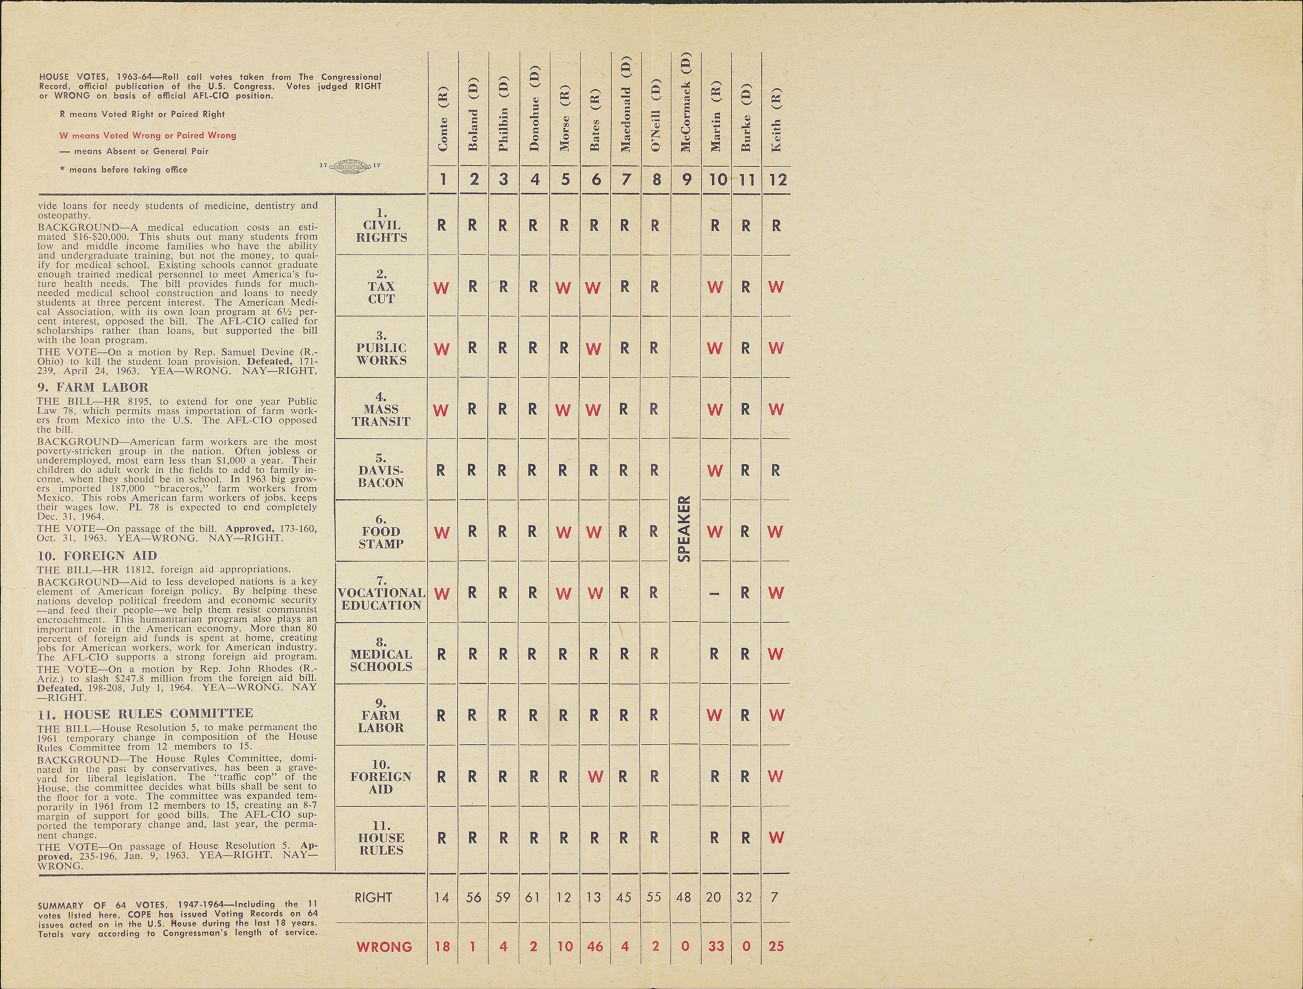 HOUSE VOTES, 1963-64—Roll call votes taken from The Congressional
Record, official publication of the U.S. Congress. Votes judged RIGHT
or WRONG on basis of official AFL-CIO position.
R means Voted Right or Paired Right
W means Voted Wrong or Paired Wrong
— means Absent or General Pair
* means before taking office
17 17
Conte (R)
Boland (D)
Philbin (D)
Donohue (D)
Morse (R)
Bates (R)
Macdonald (D)
O'Neill (D)
McCormack (D)
Martin (R)
Burke (D)
Keith (R)
1 2 3 4 5 6 7 8 9 10 11 12
vide loans for needy students of medicine, dentistry and
osteopathy.
BACKGROUND—A medical education costs an esti-
mated $16-$20,000. This shuts out many students from
low and middle income families who have the ability
and undergraduate training, but not the money, to qual-
ify for medical school. Existing schools cannot graduate
enough trained medical personnel to meet America's fu-
ture health needs. The bill provides funds for much-
needed medical school construction and loans to needy
students at three percent interest. The American Medi-
cal Association, with its own loan program at 6½ per-
cent interest, opposed the bill. The AFL-CIO called for
scholarships rather than loans, but supported the bill
with the loan program.
THE VOTE—On a motion by Rep. Samuel Devine (R.-
Ohio) to kill the student loan provision. Defeated, 171-
239, April 24, 1963. YEA—WRONG. NAY—RIGHT.
9. FARM LABOR
THE BILL—HR 8195, to extend for one year Public
Law 78, which permits mass importation of farm work-
ers from Mexico into the U.S. The AFL-CIO opposed
the bill.
BACKGROUND—American farm workers are the most
poverty-stricken group in the nation. Often jobless or
underemployed, most earn less than $1,000 a year. Their
children do adult work in the fields to add to family in-
come, when they should be in school. In 1963 big grow-
ers imported 187,000 "braceros," farm workers from
Mexico. This robs American farm workers of jobs, keeps
their wages low. PL 78 is expected to end completely
Dec. 31, 1964.
THE VOTE—On passage of the bill. Approved, 173-160,
Oct. 31, 1963. YEA—WRONG. NAY—RIGHT.
10. FOREIGN AID
THE BILL—HR 11812, foreign aid appropriations.
BACKGROUND—Aid to less developed nations is a key
element of American foreign policy. By helping these
nations develop political freedom and economic security
—and feed their people—we help them resist communist
encroachment. This humanitarian program also plays an
important role in the American economy. More than 80
percent of foreign aid funds is spent at home, creating
jobs for American workers, work for American industry.
The AFL-CIO supports a strong foreign aid program.
THE VOTE—On a motion by Rep. John Rhodes (R.-
Ariz.) to slash $247.8 million from the foreign aid bill.
Defeated, 198-208, July 1, 1964. YEA—WRONG. NAY
—RIGHT.
11. HOUSE RULES COMMITTEE
THE BILL—House Resolution 5, to make permanent the
1961 temporary change in composition of the House
Rules Committee from 12 members to 15.
BACKGROUND—The House Rules Committee, domi-
nated in the past by conservatives, has been a grave-
yard for liberal legislation. The "traffic cop" of the
House, the committee decides what bills shall be sent to
the floor for a vote. The committee was expanded tem-
porarily in 1961 from 12 members to 15, creating an 8-7
margin of support for good bills. The AFL-CIO sup-
ported the temporary change and, last year, the perma-
nent change.
THE VOTE—On passage of House Resolution 5. Ap-
proved, 235-196, Jan. 9, 1963. YEA—RIGHT. NAY—
WRONG.
1.
CIVIL R R R R R R R R R R R
RIGHTS
2.
TAX W R R R W W R R W R W
CUT
3.
PUBLIC W R R R R W R R W R W
WORKS
4.
MASS W R R R W W R R W R W
TRANSIT
5.
DAVIS- R R R R R R R R W R R
BACON
6.
FOOD W R R R W W R R W R W
STAMP
SPEAKER
7.
VOCATIONAL W R R R W W R R – R W
EDUCATION
8.
MEDICAL R R R R R R R R R R W
SCHOOLS
9.
FARM R R R R R R R R W R W
LABOR
10.
FOREIGN R R R R R W R R R R W
AID
11.
HOUSE R R R R R R R R R R W
RULES
SUMMARY OF 64 VOTES, 1947-1964—Including the 11
votes listed here, COPE has issued Voting Records on 64
issues acted on in the U.S. House during the last 18 years.
Totals vary according to Congressman's length of service.
RIGHT 14 56 59 61 12 13 45 55 48 20 32 7
WRONG 18 1 4 2 10 46 4 2 0 33 0 25